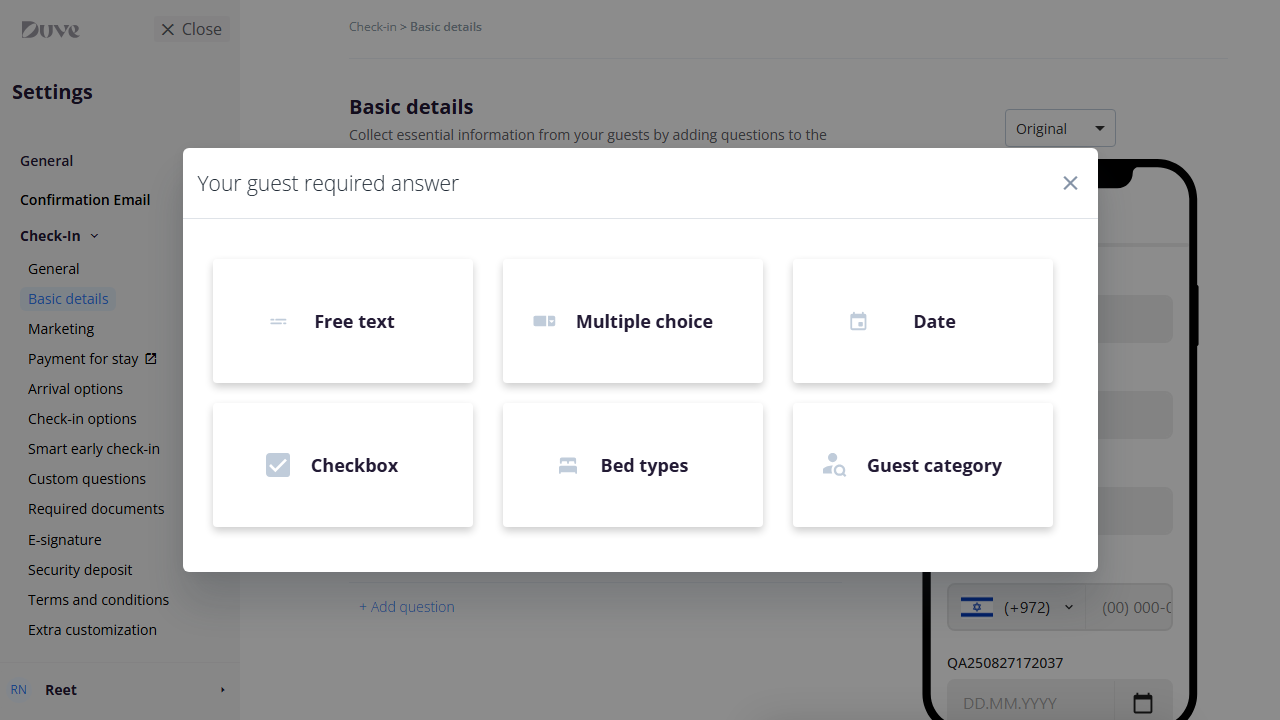 Duve
Close
Settings
General
Confirmation Email
Check-In
General
Basic details
Marketing
Payment for stay
Arrival options
Check-in options
Smart early check-in
Custom questions
Required documents
E-signature
Security deposit
Terms and conditions
Extra customization
RN Reet
Check-in > Basic details
Basic details
Collect essential information from your guests by adding questions to the
Original
Your guest required answer
Free text
Multiple choice
Date
Checkbox
Bed types
Guest category
+ Add question
(+972) (00) 000-0
QA250827172037
DD.MM.YYYY